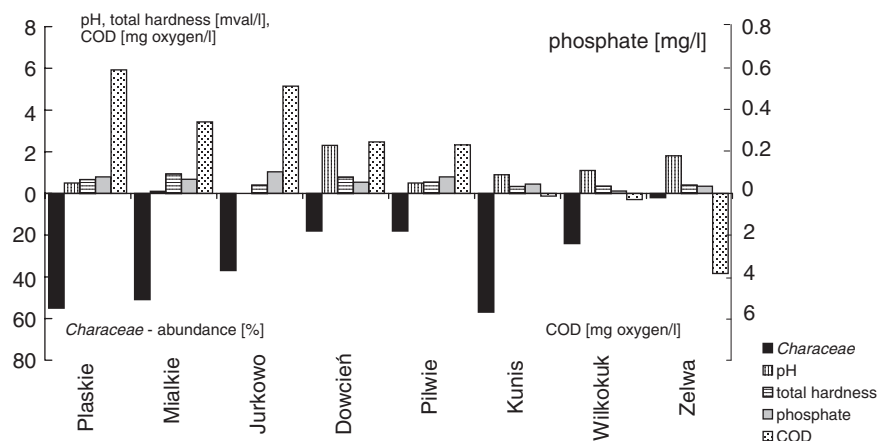 pH, total hardness [mval/l],
COD [mg oxygen/l]
phosphate [mg/l]
8
6
4
2
0
20
40
60
80
0.8
0.6
0.4
0.2
0
2
4
6
Characeae - abundance [%]
COD [mg oxygen/l]
Plaskie
Mialkie
Jurkowo
Dowcień
Pilwie
Kunis
Wilkokuk
Zelwa
Characeae
pH
total hardness
phosphate
COD